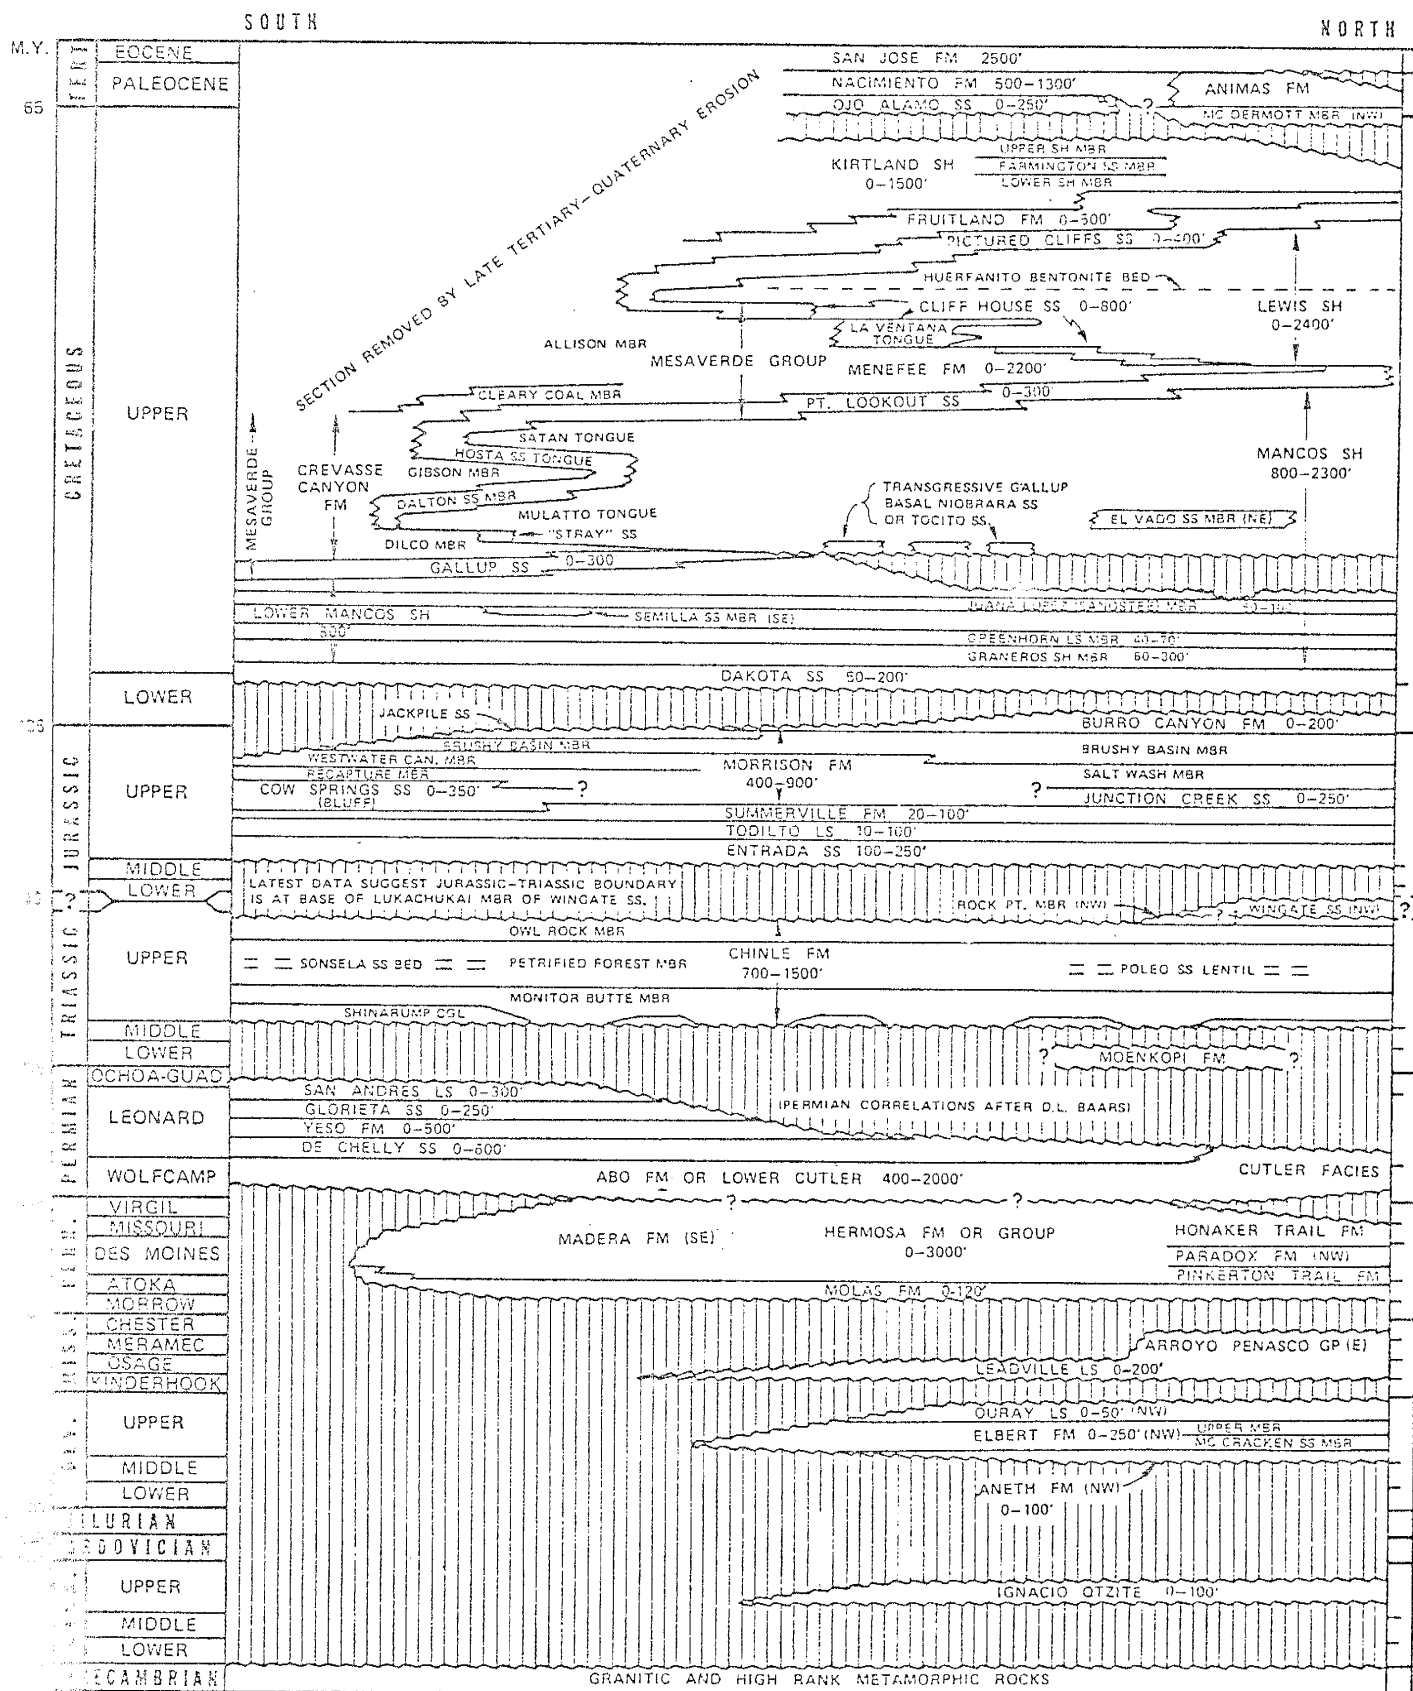 SOUTH
NORTH
M.Y.
EOCENE
SAN JOSE FM 2500'
PALEOCENE
NACIMIENTO FM 500-1300'
ANIMAS FM
65
OJO ALAMO SS 0-250'
?
MC DERMOTT MBR (NW)
UPPER SH MBR
KIRTLAND SH
FARMINGTON SS MBR
0-1500'
LOWER SH MBR
SECTION REMOVED BY LATE TERTIARY-QUATERNARY EROSION
FRUITLAND FM 0-500'
PICTURED CLIFFS SS 0-400'
HUERFANITO BENTONITE BED
CLIFF HOUSE SS 0-800'
LEWIS SH
0-2400'
LA VENTANA
TONGUE
ALLISON MBR
MESAVERDE GROUP
MENEFEE FM 0-2200'
CRETACEOUS
UPPER
CLEARY COAL MBR
0-300'
PT. LOOKOUT SS
SATAN TONGUE
HOSTA SS TONGUE
GIBSON MBR
MESAVERDE
GROUP
CREVASSE
CANYON
FM
MANCOS SH
800-2300'
DALTON SS MBR
TRANSGRESSIVE GALLUP
BASAL NIOBRARA SS
OR TOCITO SS.
MULATTO TONGUE
EL VADO SS MBR (NE)
"STRAY" SS
DILCO MBR
GALLUP SS
0-300
LOWER MANCOS SH
SEMILLA SS MBR (SE)
GREENHORN LS MBR 40-70'
GRANEROS SH MBR 60-300'
DAKOTA SS 50-200'
LOWER
JACKPILE SS
BURRO CANYON FM 0-200'
BRUSHY BASIN MBR
BRUSHY BASIN MBR
WESTWATER CAN. MBR
MORRISON FM
400-900'
RECAPTURE MBR
SALT WASH MBR
JURASSIC
UPPER
COW SPRINGS SS 0-350'
(BLUFF)
?
?
JUNCTION CREEK SS 0-250'
SUMMERVILLE FM 20-100'
TODILTO LS 10-100'
ENTRADA SS 100-250'
MIDDLE
LOWER
LATEST DATA SUGGEST JURASSIC-TRIASSIC BOUNDARY
IS AT BASE OF LUKACHUKAI MBR OF WINGATE SS.
?
ROCK PT. MBR (NW)
?
WINGATE SS (NW)
?
OWL ROCK MBR
TRIASSIC
UPPER
CHINLE FM
700-1500'
SONSELA SS BED
PETRIFIED FOREST MBR
POLEO SS LENTIL
MONITOR BUTTE MBR
SHINARUMP CGL
MIDDLE
LOWER
?
MOENKOPI FM
?
OCHOA-GUAD
PERMIAN
SAN ANDRES LS 0-300'
LEONARD
GLORIETA SS 0-250'
(PERMIAN CORRELATIONS AFTER D.L. BAARS)
YESO FM 0-500'
DE CHELLY SS 0-800'
WOLFCAMP
ABO FM OR LOWER CUTLER 400-2000'
CUTLER FACIES
VIRGIL
?
?
MISSOURI
MADERA FM (SE)
HERMOSA FM OR GROUP
0-3000'
HONAKER TRAIL FM
DES MOINES
PARADOX FM (NW)
PINKERTON TRAIL FM
ATOKA
MOLAS FM 0-120'
MORROW
CHESTER
MERAMEC
ARROYO PENASCO GP (E)
OSAGE
LEADVILLE LS 0-200'
KINDERHOOK
OURAY LS 0-50' (NW)
UPPER
ELBERT FM 0-250' (NW)
UPPER MBR
MC CRACKEN SS MBR
MIDDLE
ANETH FM (NW)
0-100'
LOWER
LURIAN
DOVICIAN
UPPER
IGNACIO QTZITE 0-100'
MIDDLE
LOWER
ECAMBRIAN
GRANITIC AND HIGH RANK METAMORPHIC ROCKS